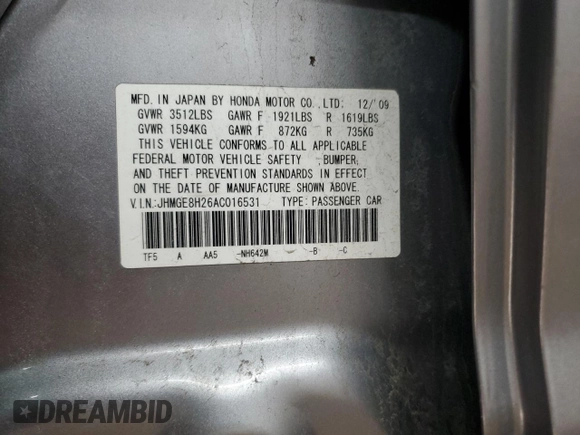 MFD. IN JAPAN BY HONDA MOTOR CO., LTD: 12/'09
GVWR 3512LBS GAWR F 1921LBS R 1619LBS
GVWR 1594KG GAWR F 872KG R 735KG
THIS VEHICLE CONFORMS TO ALL APPLICABLE
FEDERAL MOTOR VEHICLE SAFETY ,BUMPER,
AND THEFT PREVENTION STANDARDS IN EFFECT
ON THE DATE OF MANUFACTURE SHOWN ABOVE.
V.I.N.:JHMGE8H26AC016531 TYPE: PASSENGER CAR
TF5 A AA5 -NH642M -B -C
DREAMBID